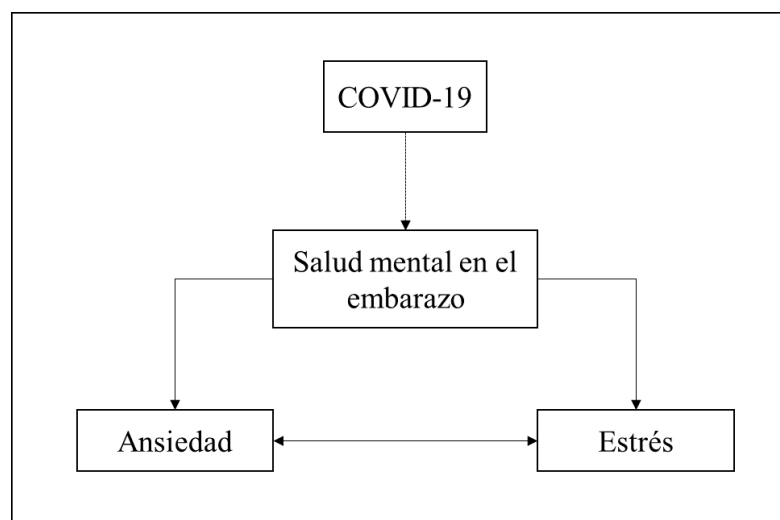 COVID-19
Salud mental en el
embarazo
Ansiedad
Estrés